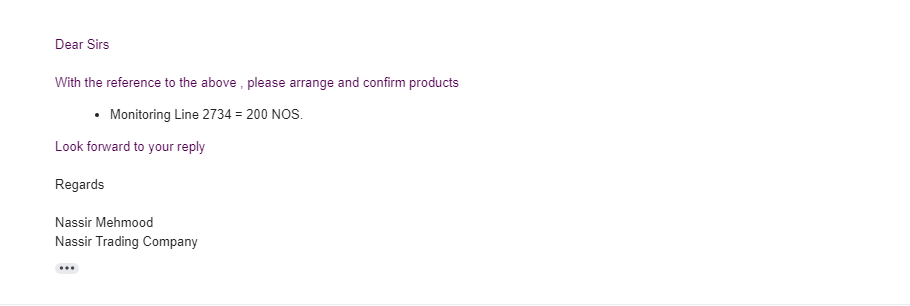 Dear Sirs
With the reference to the above , please arrange and confirm products
• Monitoring Line 2734 = 200 NOS.
Look forward to your reply
Regards
Nassir Mehmood
Nassir Trading Company